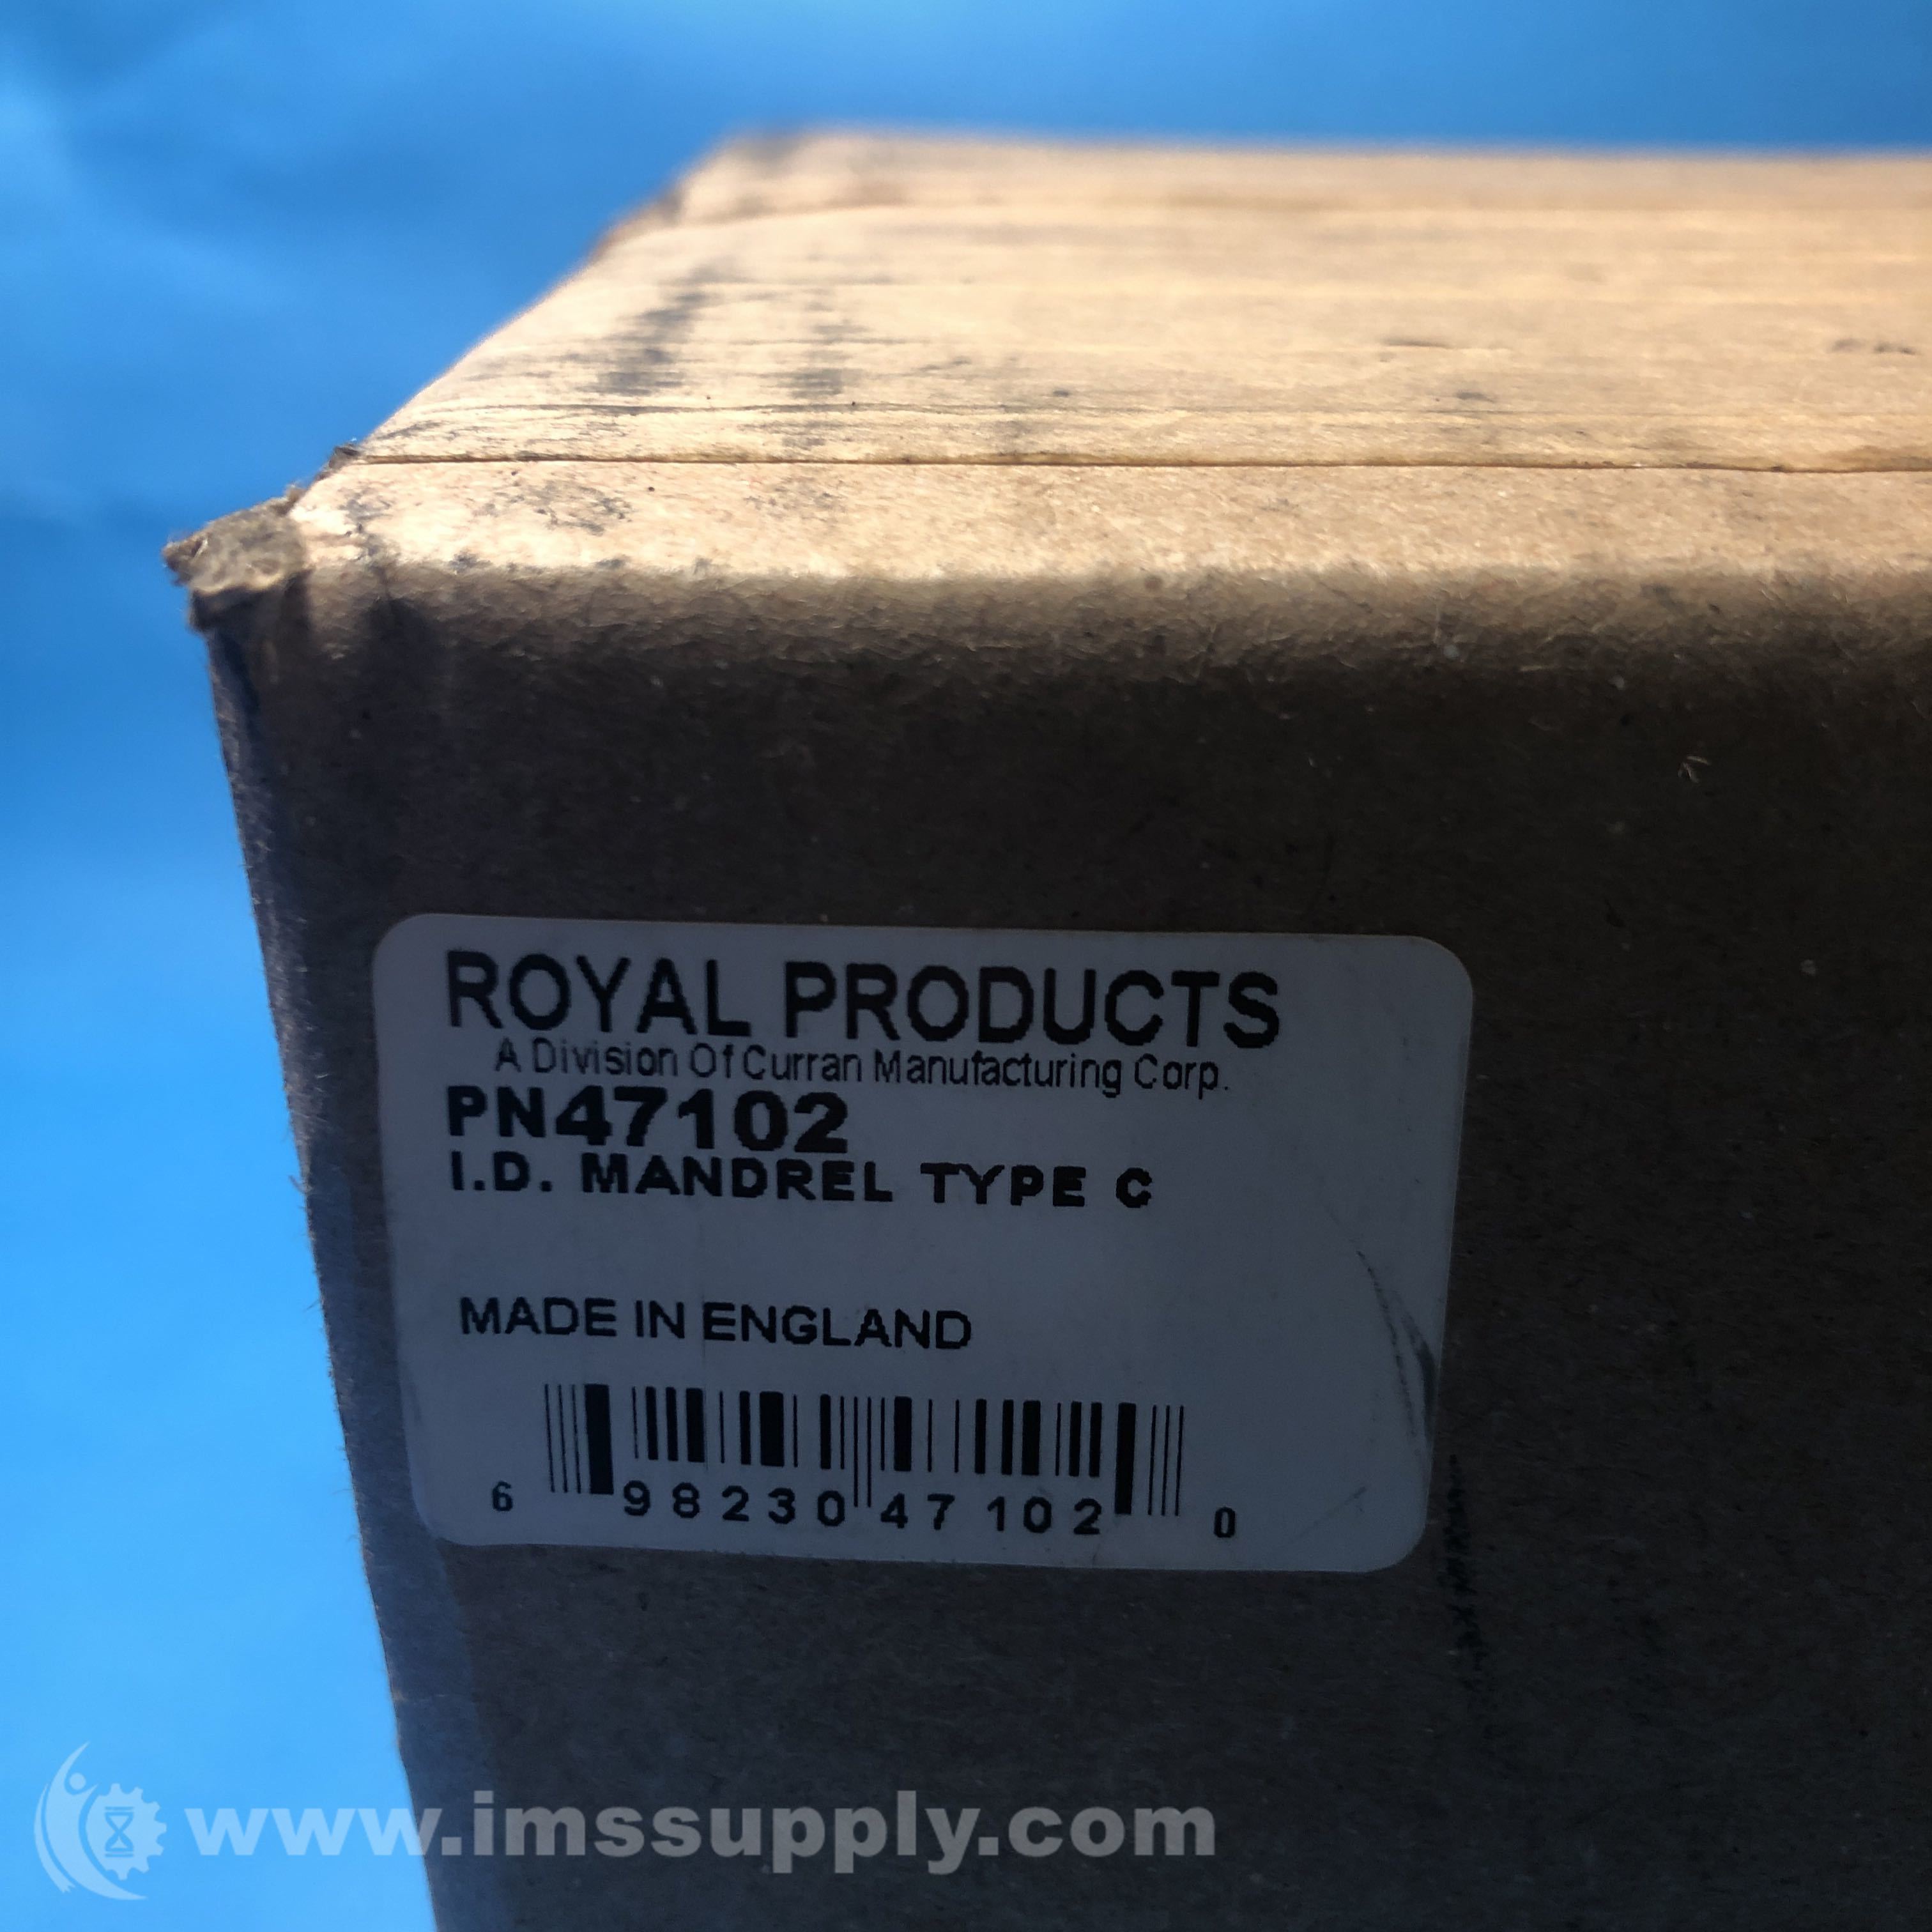 ROYAL PRODUCTS
A Division Of Curran Manufacturing Corp.
PN47102
I.D. MANDREL TYPE C
MADE IN ENGLAND
6 98230 47102 0
www.imssupply.com